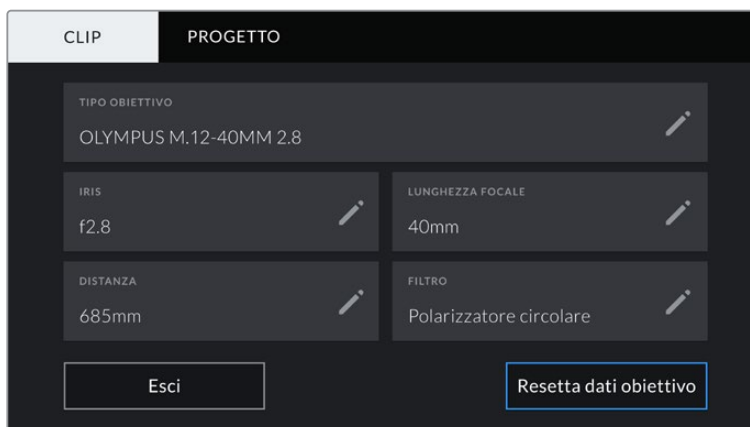 CLIP PROGETTO
TIPO OBIETTIVO
OLYMPUS M.12-40MM 2.8
IRIS
f2.8
LUNGHEZZA FOCALE
40mm
DISTANZA
685mm
FILTRO
Polarizzatore circolare
Esci
Resetta dati obiettivo